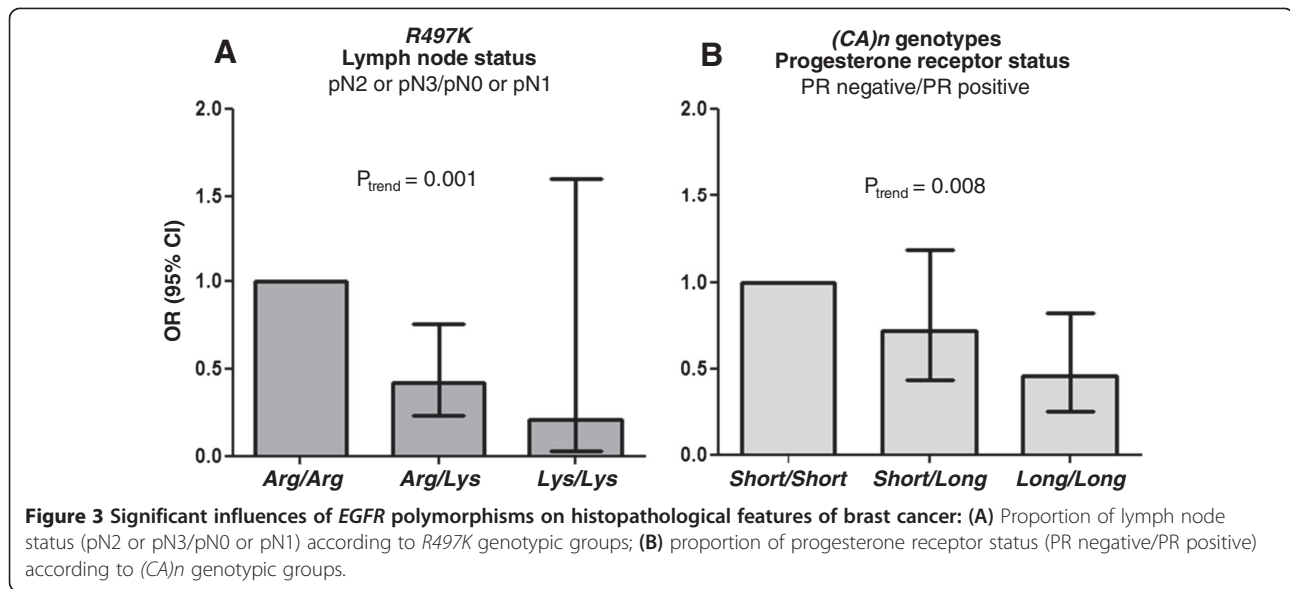 A
R497K
Lymph node status
pN2 or pN3/pN0 or pN1
OR (95% CI)
2.0
1.5
1.0
0.5
0.0
P trend = 0.001
Arg/Arg Arg/Lys Lys/Lys
B
(CA)n genotypes
Progesterone receptor status
PR negative/PR positive
2.0
1.5
1.0
0.5
0.0
P trend = 0.008
Short/Short Short/Long Long/Long
Figure 3 Significant influences of EGFR polymorphisms on histopathological features of brast cancer: (A) Proportion of lymph node
status (pN2 or pN3/pN0 or pN1) according to R497K genotypic groups; (B) proportion of progesterone receptor status (PR negative/PR positive)
according to (CA)n genotypic groups.